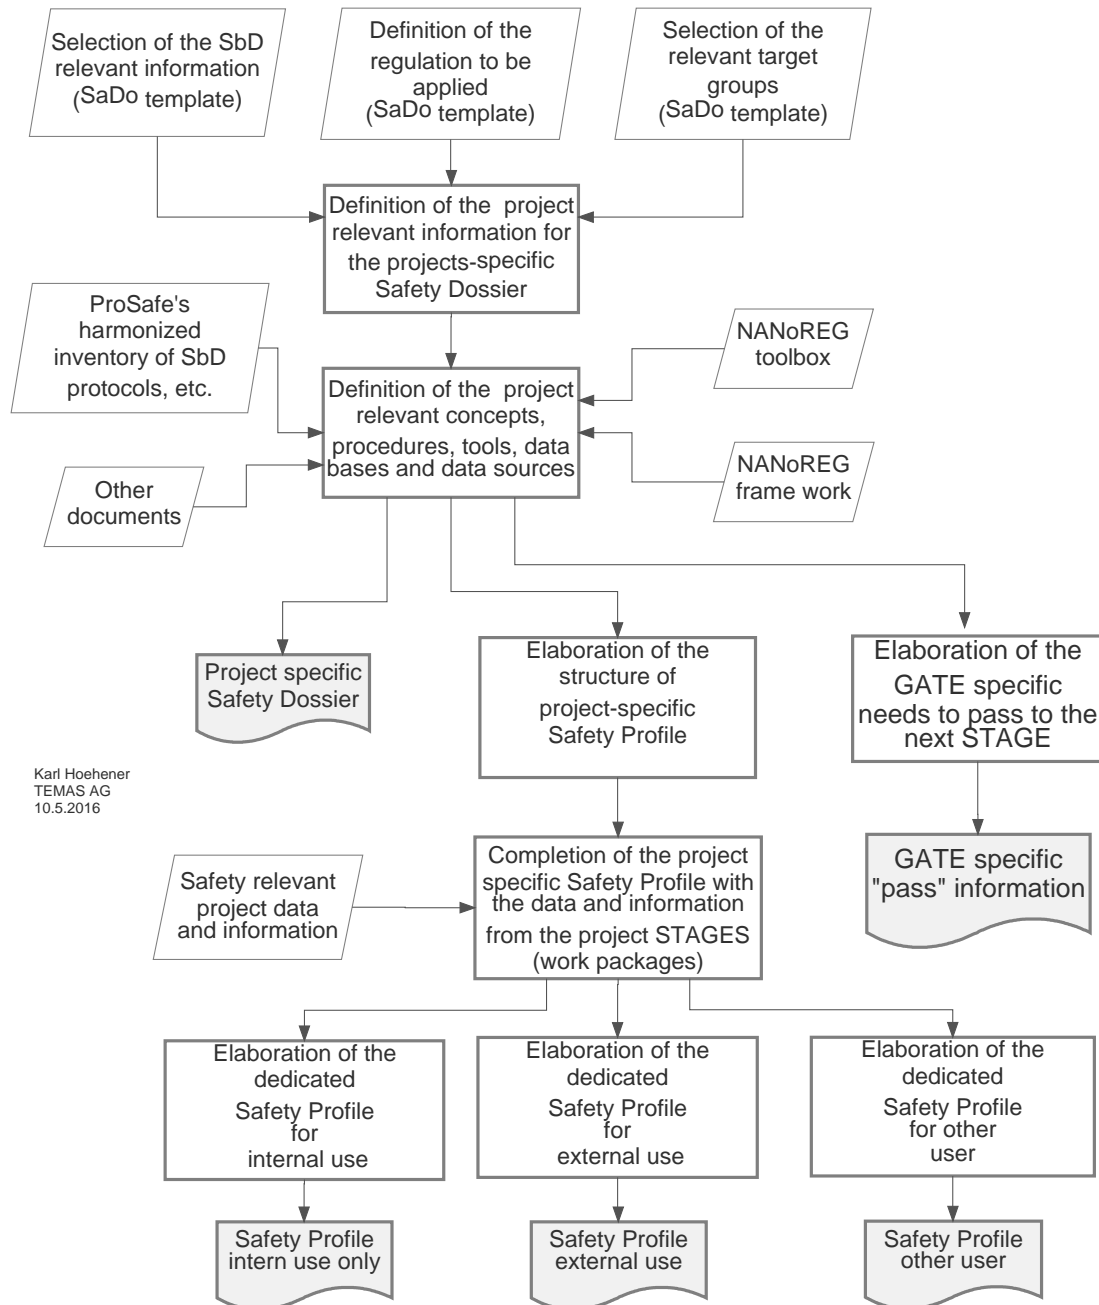 Selection of the SbD
relevant information
(SaDo template)
Definition of the
regulation to be
applied
(SaDo template)
Selection of the
relevant target
groups
(SaDo template)
Definition of the project
relevant information for
the projects-specific
Safety Dossier
ProSafe's
harmonized
inventory of SbD
protocols, etc.
NANoREG
toolbox
Definition of the project
relevant concepts,
procedures, tools, data
bases and data sources
Other
documents
NANoREG
frame work
Project specific
Safety Dossier
Elaboration of the
structure of
project-specific
Safety Profile
Elaboration of the
GATE specific
needs to pass to the
next STAGE
Karl Hoehener
TEMAS AG
10.5.2016
Safety relevant
project data
and information
Completion of the project
specific Safety Profile with
the data and information
from the project STAGES
(work packages)
GATE specific
"pass" information
Elaboration of the
dedicated
Safety Profile
for
internal use
Elaboration of the
dedicated
Safety Profile
for
external use
Elaboration of the
dedicated
Safety Profile
for other
user
Safety Profile
intern use only
Safety Profile
external use
Safety Profile
other user